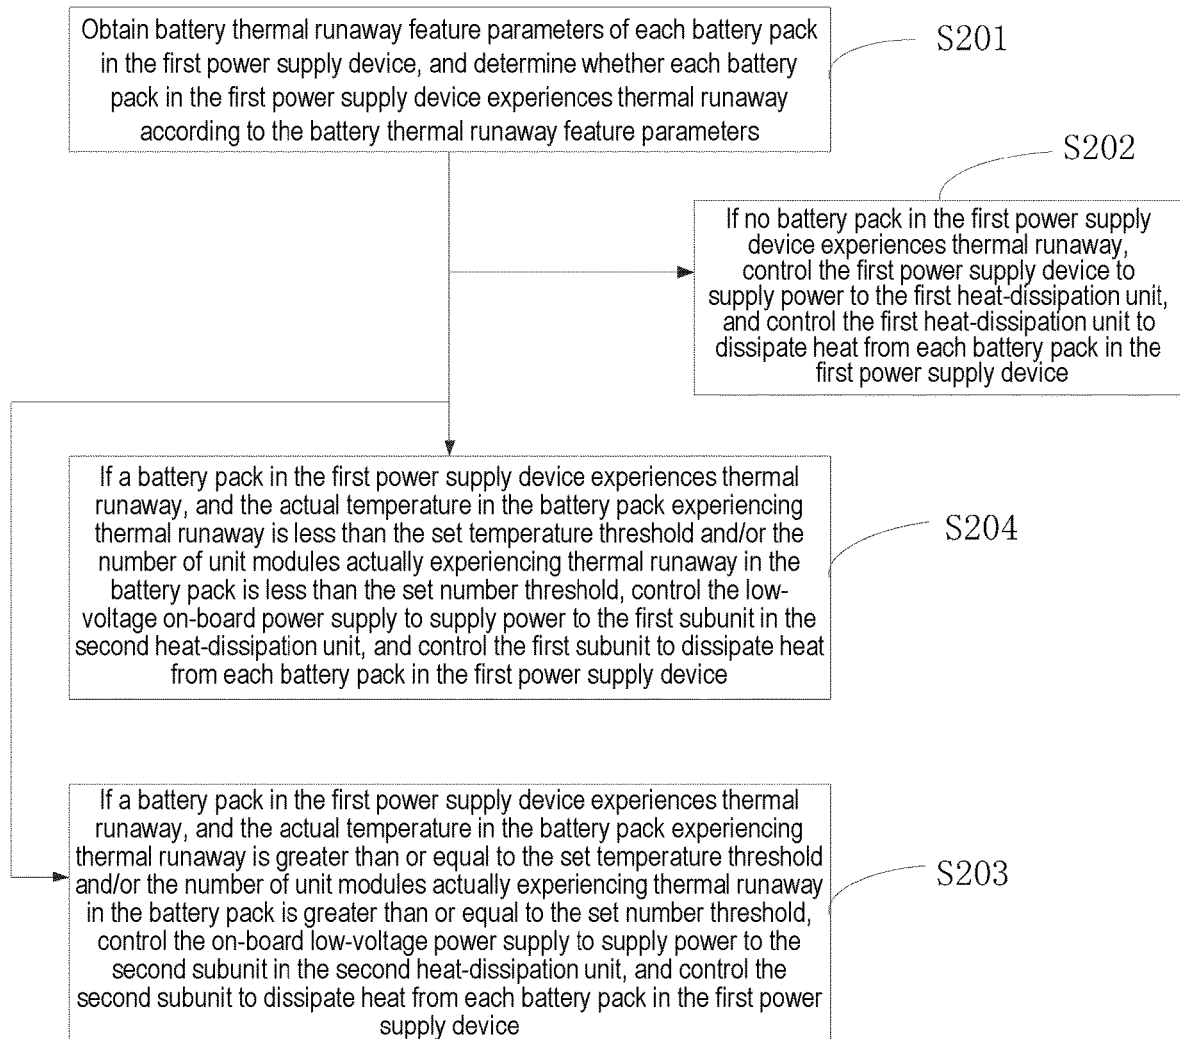 Obtain battery thermal runaway feature parameters of each battery pack
in the first power supply device, and determine whether each battery
pack in the first power supply device experiences thermal runaway
according to the battery thermal runaway feature parameters
S201
S202
If no battery pack in the first power supply
device experiences thermal runaway,
control the first power supply device to
supply power to the first heat-dissipation unit,
and control the first heat-dissipation unit to
dissipate heat from each battery pack in the
first power supply device
If a battery pack in the first power supply device experiences thermal
runaway, and the actual temperature in the battery pack experiencing
thermal runaway is less than the set temperature threshold and/or the
number of unit modules actually experiencing thermal runaway in the
battery pack is less than the set number threshold, control the low-
voltage on-board power supply to supply power to the first subunit in the
second heat-dissipation unit, and control the first subunit to dissipate heat
from each battery pack in the first power supply device
S204
If a battery pack in the first power supply device experiences thermal
runaway, and the actual temperature in the battery pack experiencing
thermal runaway is greater than or equal to the set temperature threshold
and/or the number of unit modules actually experiencing thermal runaway
in the battery pack is greater than or equal to the set number threshold,
control the on-board low-voltage power supply to supply power to the
second subunit in the second heat-dissipation unit, and control the
second subunit to dissipate heat from each battery pack in the first power
supply device
S203